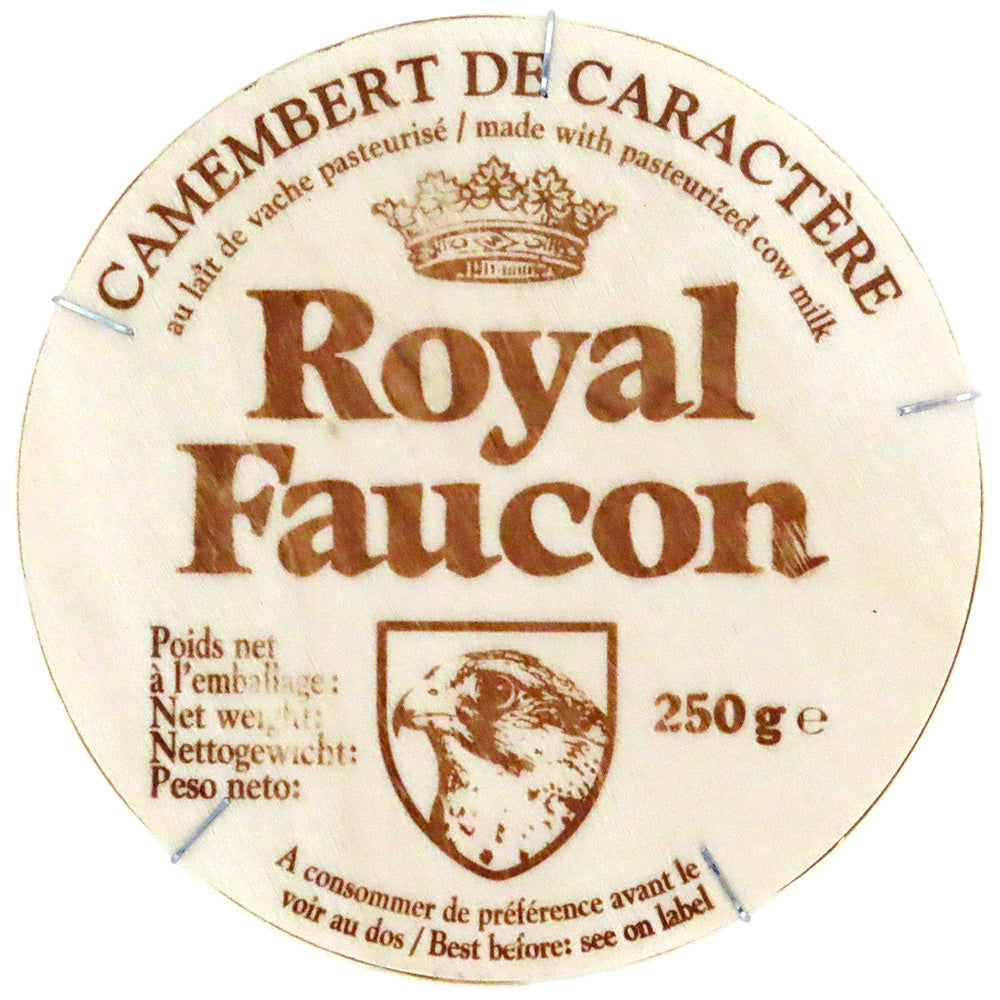 CAMEMBERT DE CARACTÈRE
au lait de vache pasteurisé / made with pasteurized cow milk
Royal
Faucon
Poids net
à l'emballage :
Net weight:
Nettogewicht:
Peso neto:
250 g ℮
A consommer de préférence avant le
voir au dos / Best before: see on label